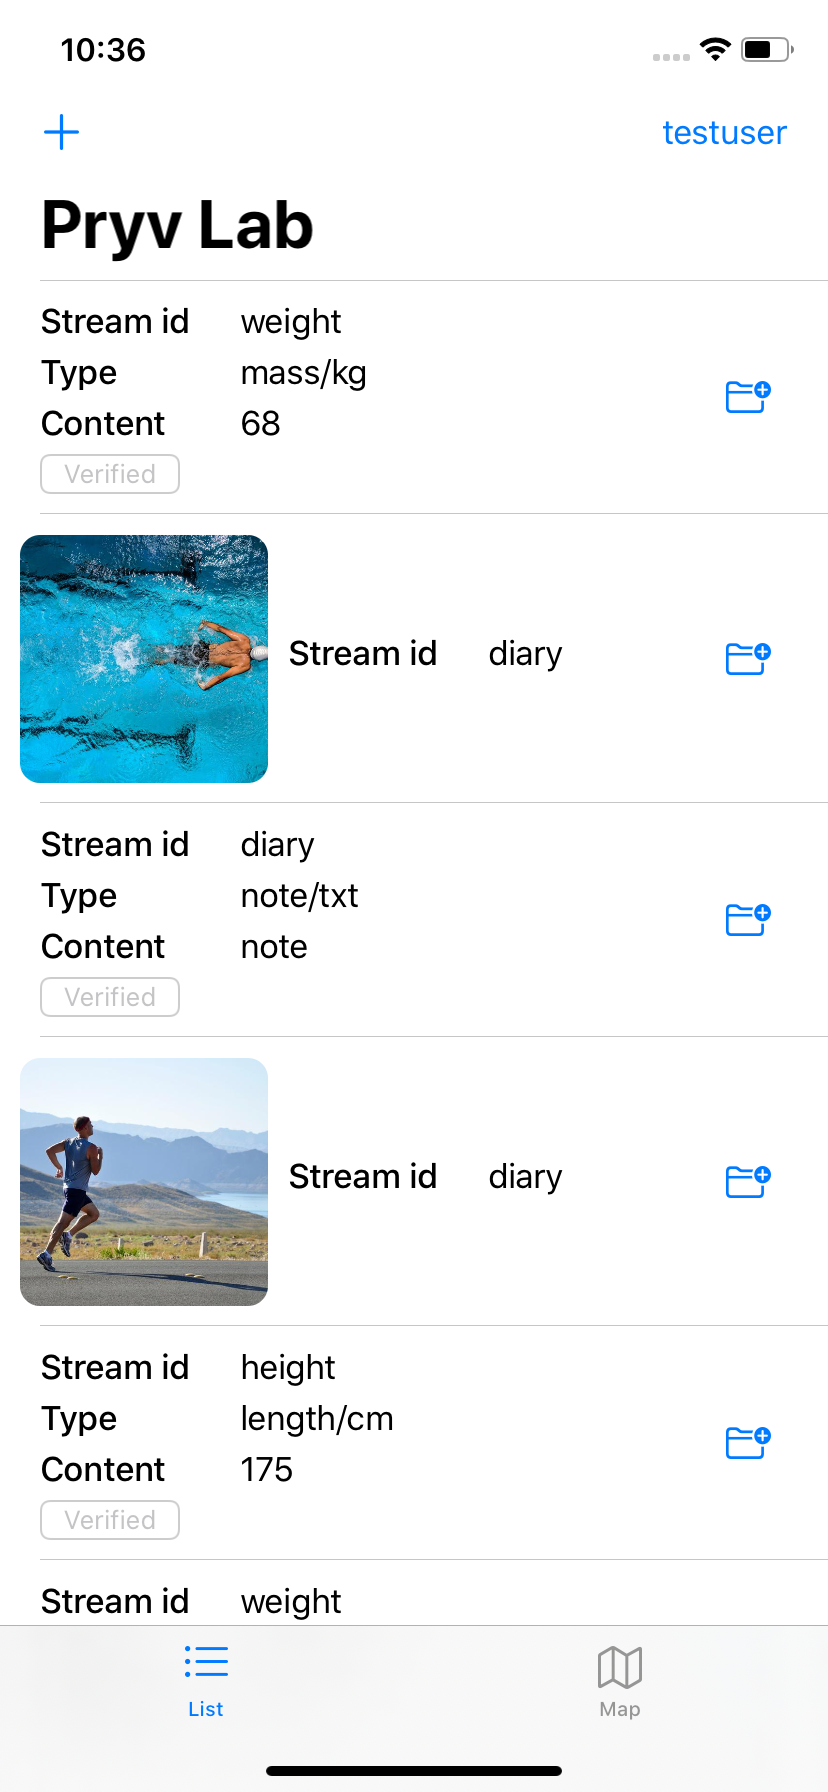 10:36
testuser
Pryv Lab
Stream id weight
Type mass/kg
Content 68
Verified
Stream id diary
Stream id diary
Type note/txt
Content note
Verified
Stream id diary
Stream id height
Type length/cm
Content 175
Verified
Stream id weight
List Map